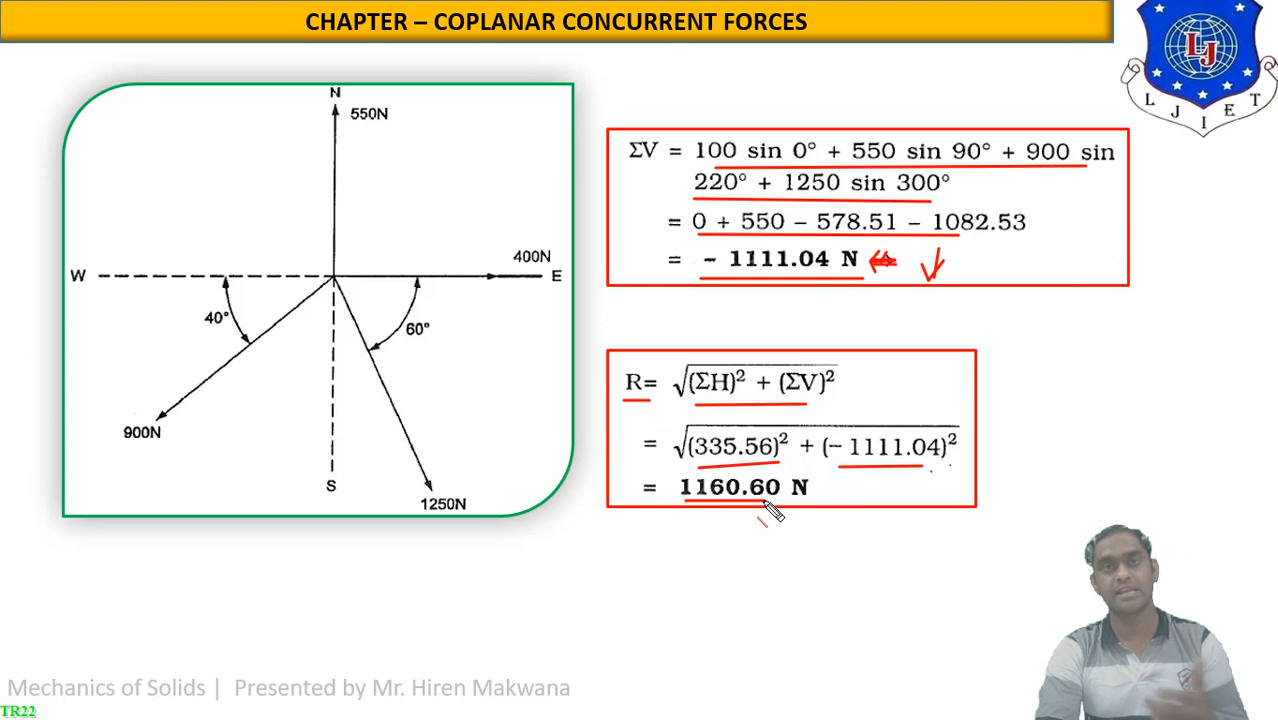 CHAPTER – COPLANAR CONCURRENT FORCES
LJ
L J I E T
N
550N
400N
W
E
40°
60°
900N
S
1250N
ΣV = 100 sin 0° + 550 sin 90° + 900 sin
220° + 1250 sin 300°
= 0 + 550 – 578.51 – 1082.53
= – 1111.04 N
R = √(ΣH)² + (ΣV)²
= √(335.56)² + (– 1111.04)²
= 1160.60 N
Mechanics of Solids | Presented by Mr. Hiren Makwana
TR22